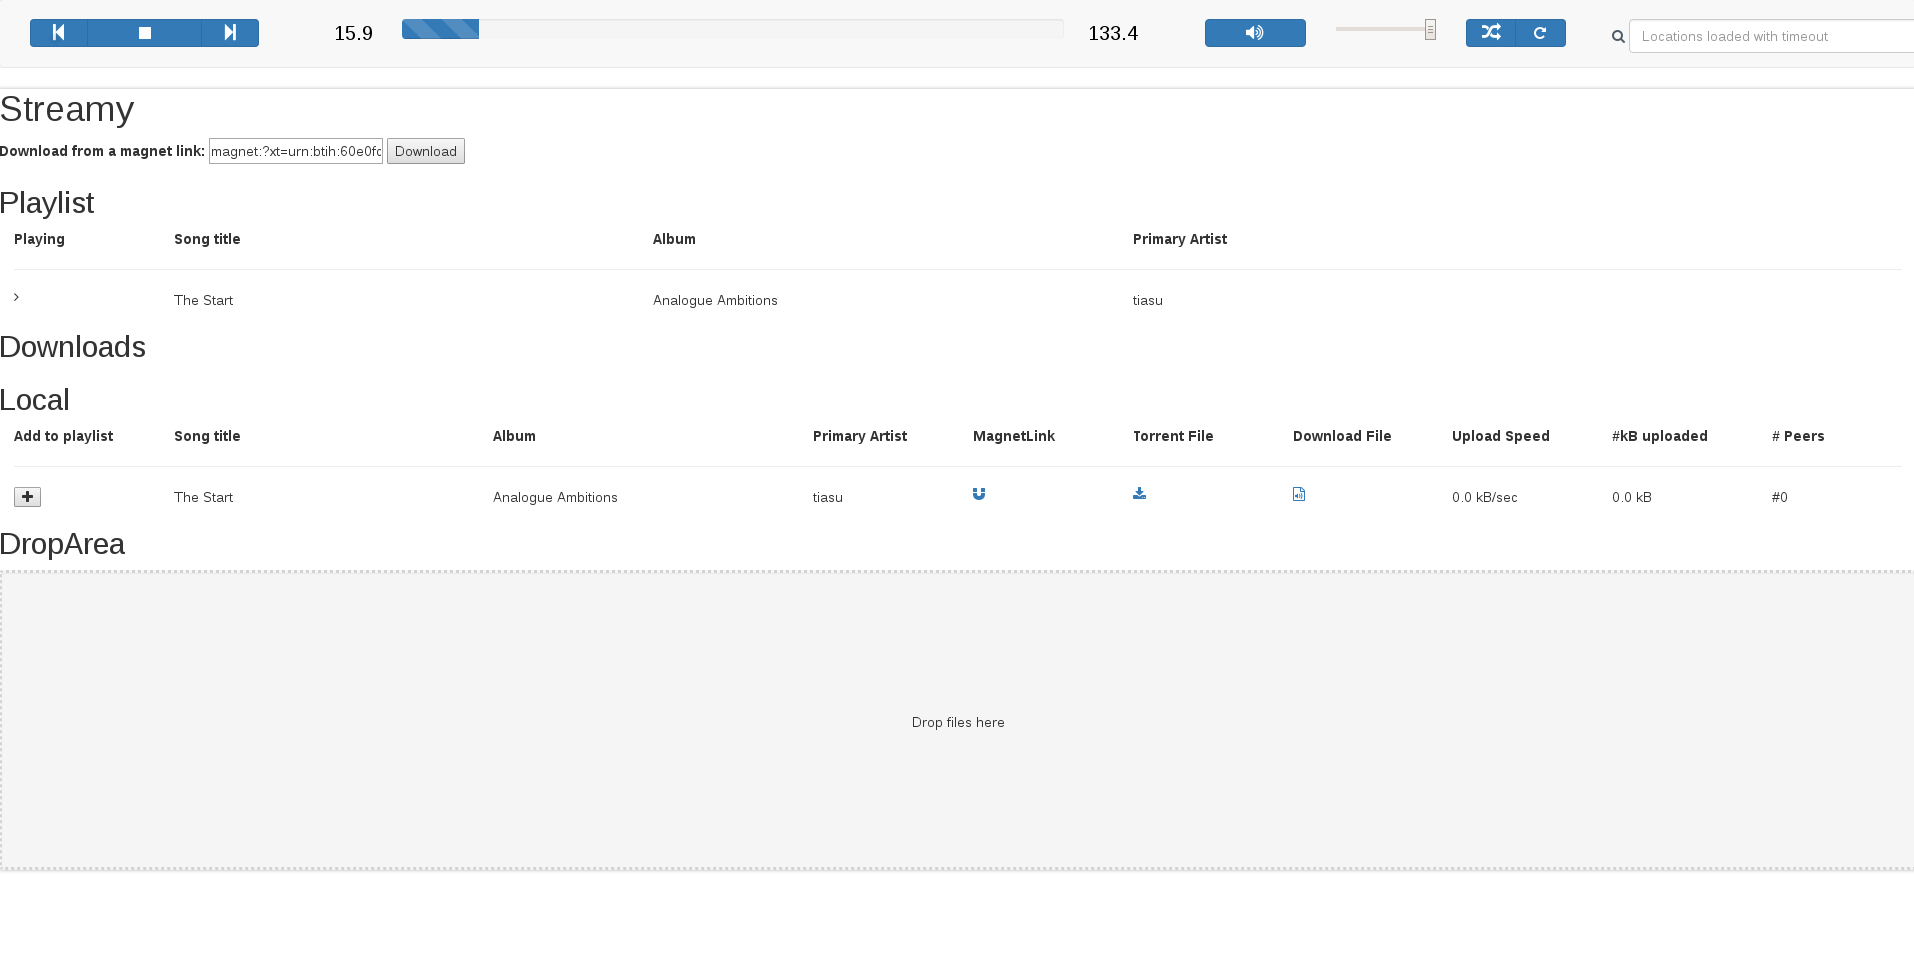 15.9 133.4 Locations loaded with timeout
Streamy
Download from a magnet link: magnet:?xt=urn:btih:60e0fc Download
Playlist
Playing Song title Album Primary Artist
The Start Analogue Ambitions tiasu
Downloads
Local
Add to playlist Song title Album Primary Artist MagnetLink Torrent File Download File Upload Speed #kB uploaded # Peers
The Start Analogue Ambitions tiasu 0.0 kB/sec 0.0 kB #0
DropArea
Drop files here